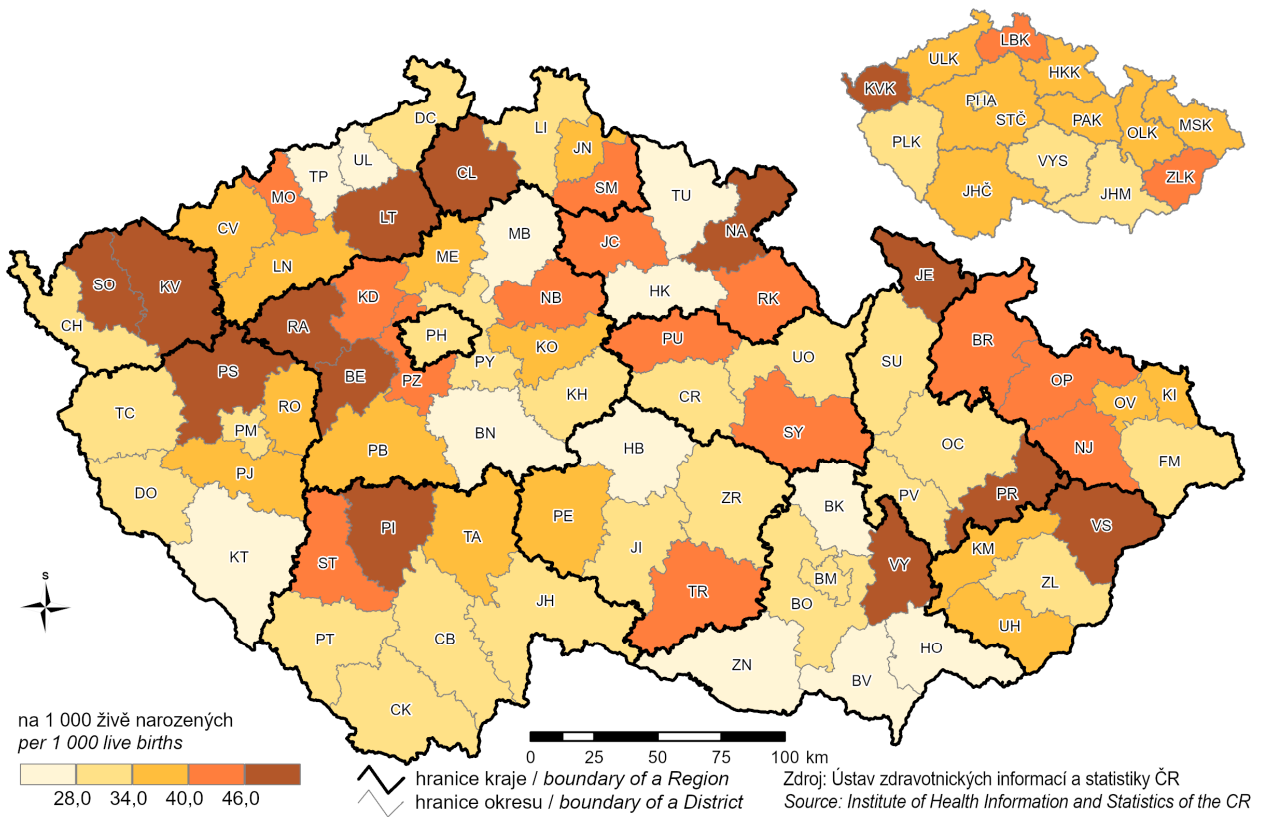 LBK
ULK
HKK
KVK
PHA
STČ
PAK
OLK
MSK
PLK
VYS
ZLK
JHČ
JHM
DC
LI
JN
UL
TP
CL
MO
SM
TU
LT
CV
MB
JC
NA
ME
LN
SO
KV
KD
NB
HK
RK
JE
CH
RA
PH
KO
PU
UO
SU
BR
PS
BE
PZ
PY
KH
CR
OP
OV
KI
TC
RO
PM
BN
SY
OC
NJ
FM
PB
HB
PJ
DO
ZR
BK
PV
PR
VS
KT
ST
PI
TA
PE
JI
KM
BM
VY
ZL
TR
BO
JH
UH
PT
CB
HO
ZN
BV
CK
S
na 1 000 živě narozených
per 1 000 live births
28,0 34,0 40,0 46,0
0 25 50 75 100 km
hranice kraje / boundary of a Region
hranice okresu / boundary of a District
Zdroj: Ústav zdravotnických informací a statistiky ČR
Source: Institute of Health Information and Statistics of the CR